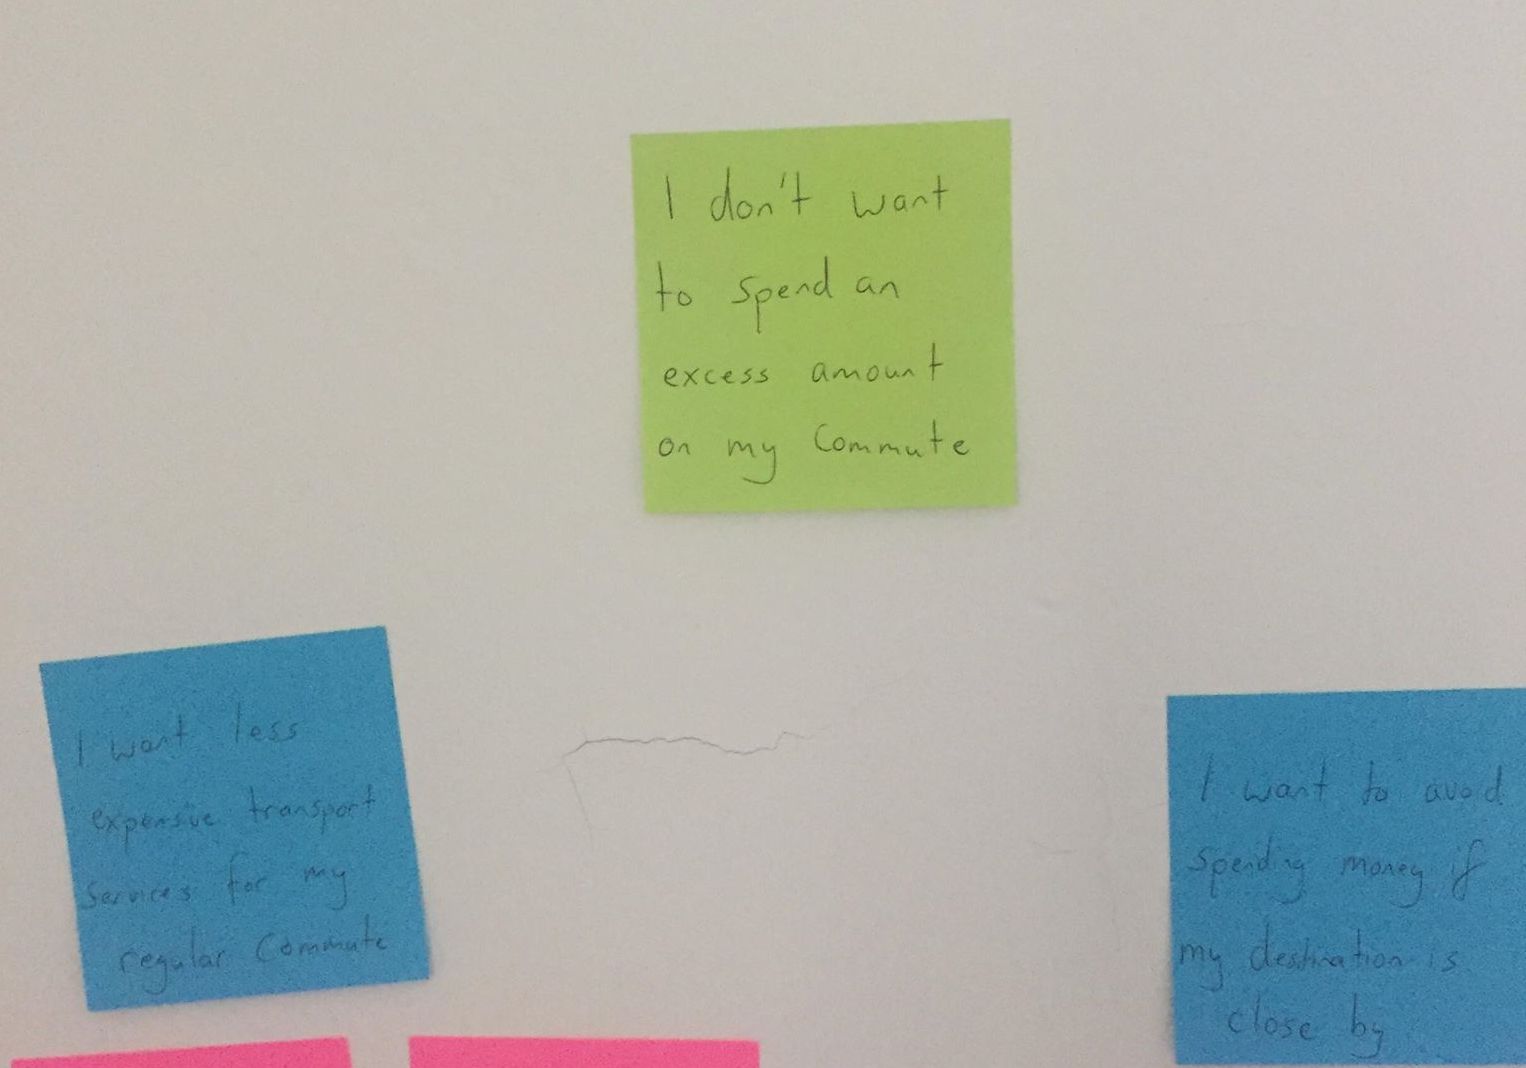 I don't want
to spend an
excess amount
on my Commute
I want less
expensive transport
Services for my
regular Commute
I want to avoid
Spending money if
my destination is
close by